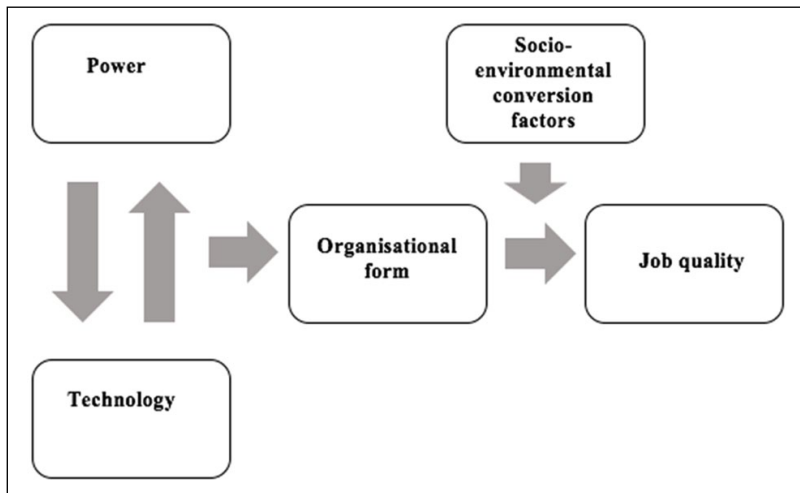 Power
Socio-
environmental
conversion
factors
Organisational
form
Job quality
Technology